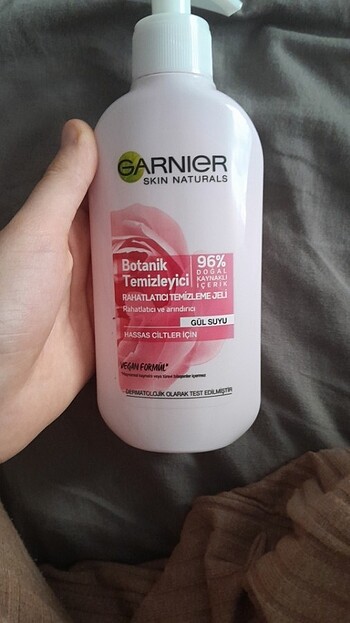 GARNIER
SKIN NATURALS
Botanik
Temizleyici
96%
DOĞAL
KAYNAKLI
İÇERİK
RAHATLATICI TEMİZLEME JELİ
Rahatlatıcı ve arındırıcı
GÜL SUYU
HASSAS CİLTLER İÇİN
VEGAN FORMÜL*
DERMATOLOJİK OLARAK TEST EDİLMİŞTİR